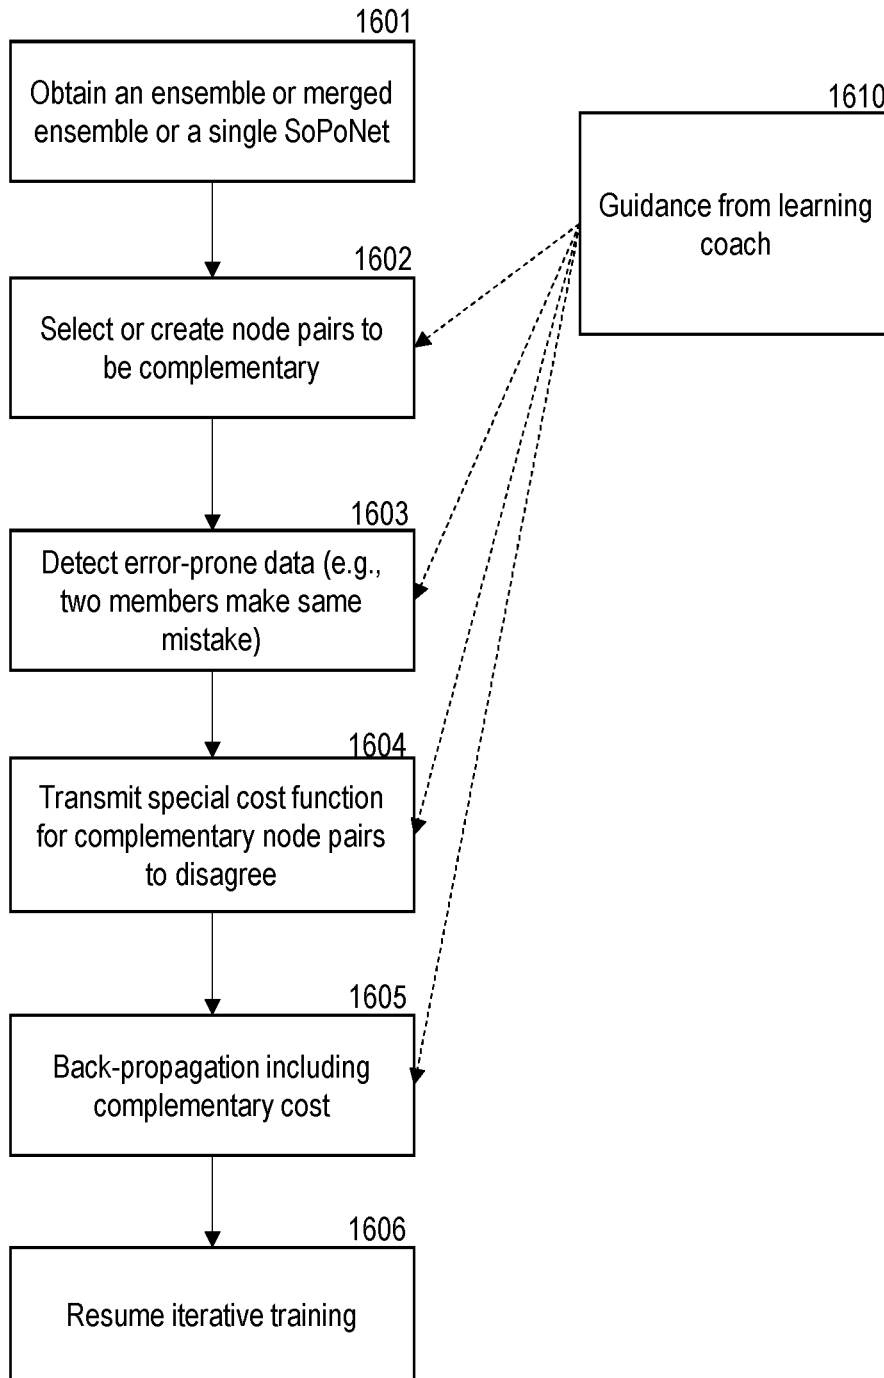 1601
Obtain an ensemble or merged
ensemble or a single SoPoNet
1610
Guidance from learning
coach
1602
Select or create node pairs to
be complementary
1603
Detect error-prone data (e.g.,
two members make same
mistake)
1604
Transmit special cost function
for complementary node pairs
to disagree
1605
Back-propagation including
complementary cost
1606
Resume iterative training